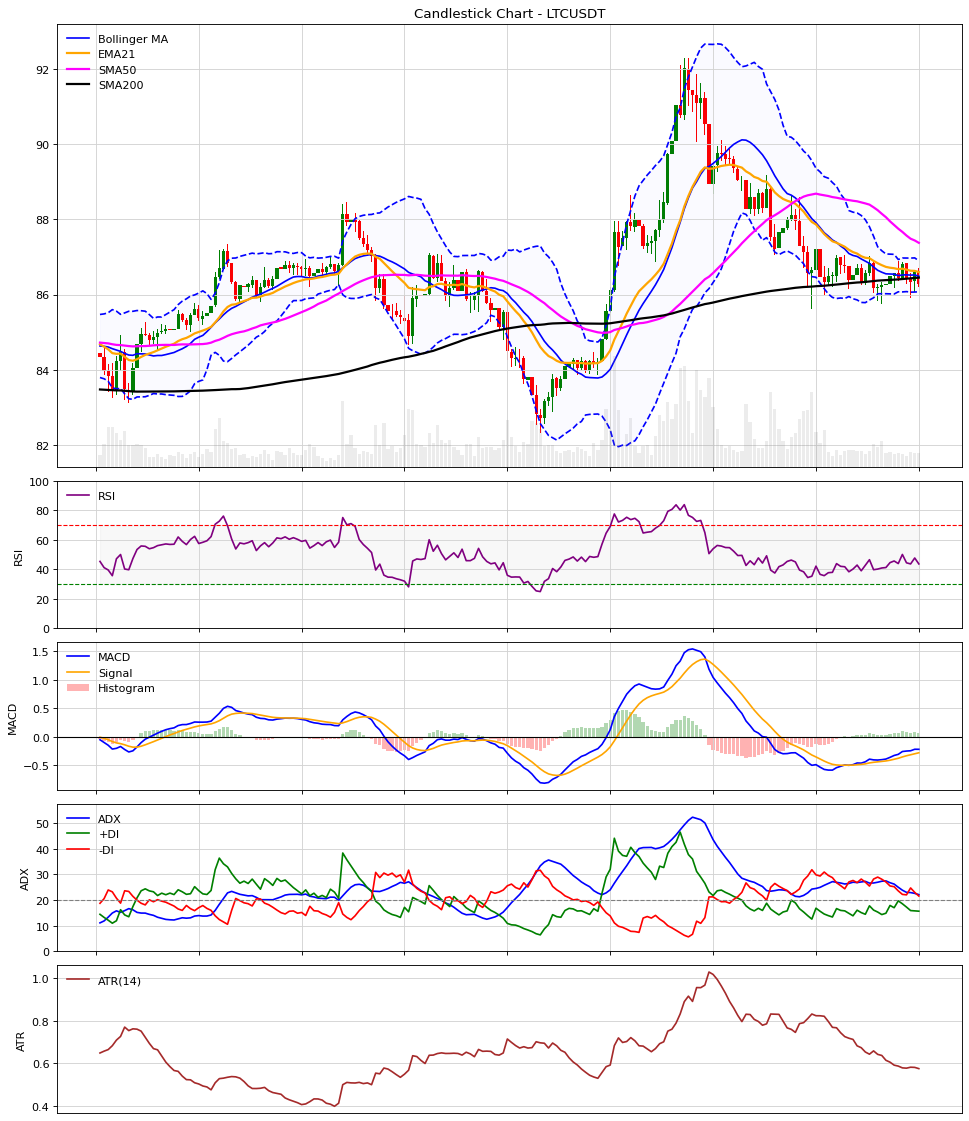 Candlestick Chart - LTCUSDT
Bollinger MA
EMA21
SMA50
SMA200
92
90
88
86
84
82
RSI
100
80
60
40
20
0
RSI
MACD
Signal
Histogram
1.5
1.0
0.5
0.0
−0.5
MACD
ADX
+DI
-DI
50
40
30
20
10
0
ADX
ATR(14)
1.0
0.8
0.6
0.4
ATR